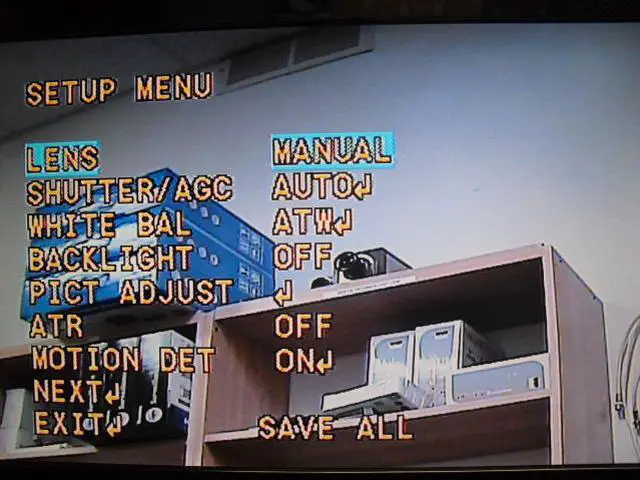 SETUP MENU
LENS MANUAL
SHUTTER/AGC AUTO↲
WHITE BAL ATW↲
BACKLIGHT OFF
PICT ADJUST ↲
ATR OFF
MOTION DET ON↲
NEXT↲
EXIT↲ SAVE ALL